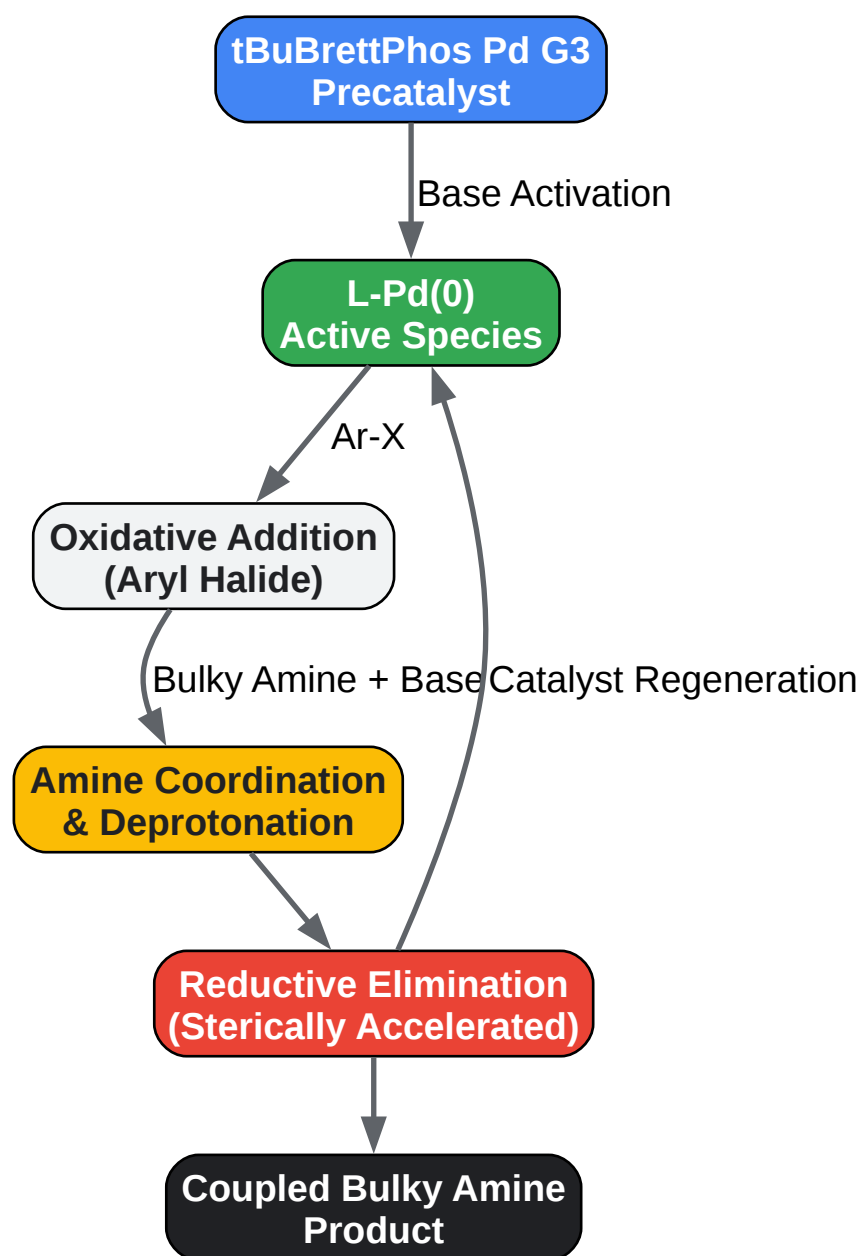 tBuBrettPhos Pd G3
Precatalyst
Base Activation
L-Pd(0)
Active Species
Ar-X
Oxidative Addition
(Aryl Halide)
Bulky Amine + Base
Catalyst Regeneration
Amine Coordination
& Deprotonation
Reductive Elimination
(Sterically Accelerated)
Coupled Bulky Amine
Product